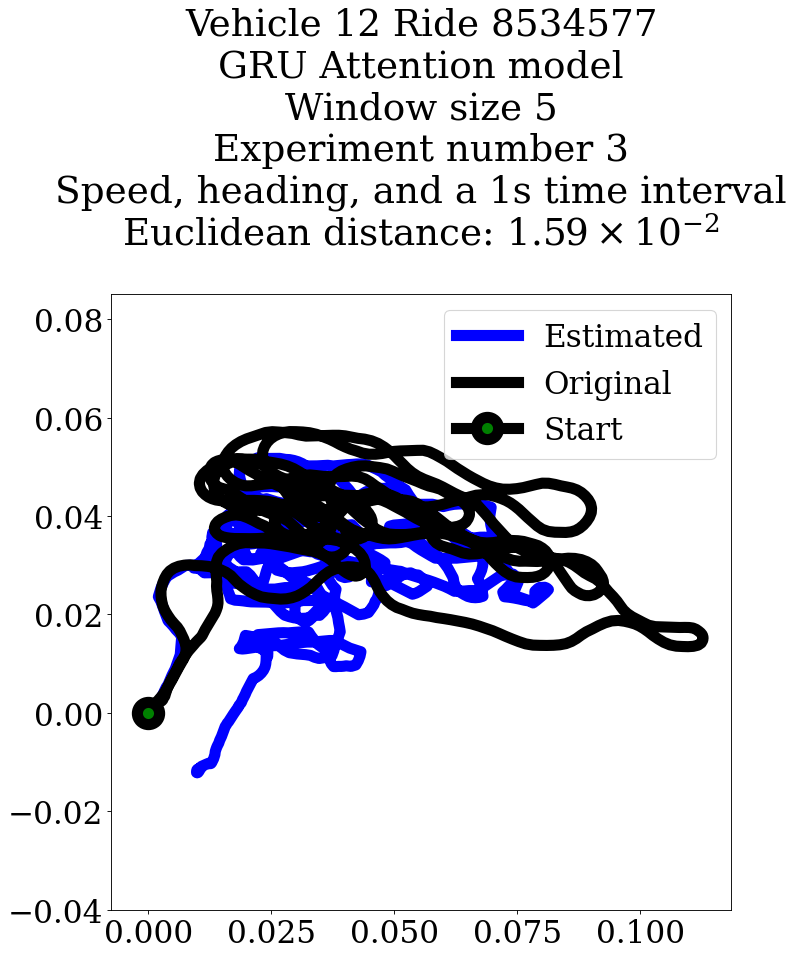 Vehicle 12 Ride 8534577
GRU Attention model
Window size 5
Experiment number 3
Speed, heading, and a 1s time interval
Euclidean distance: 1.59 × 10⁻²
Estimated
Original
Start
0.08
0.06
0.04
0.02
0.00
−0.02
−0.04
0.000 0.025 0.050 0.075 0.100